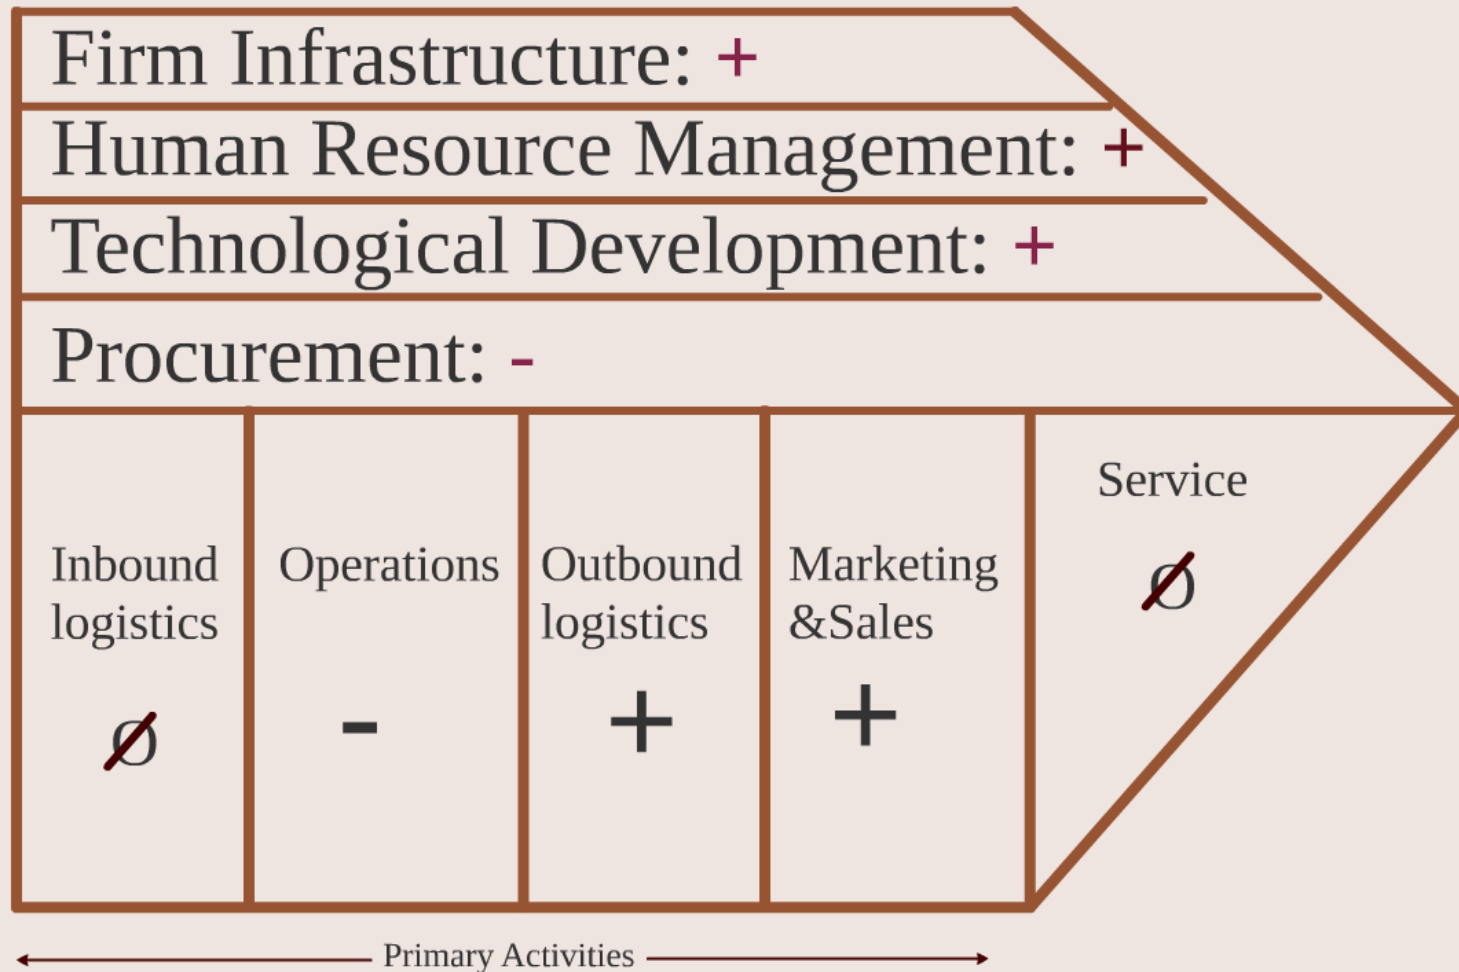 Firm Infrastructure: +
Human Resource Management: +
Technological Development: +
Procurement: -
Service
Ø
Inbound
logistics
Ø
Operations
-
Outbound
logistics
+
Marketing
&Sales
+
Primary Activities